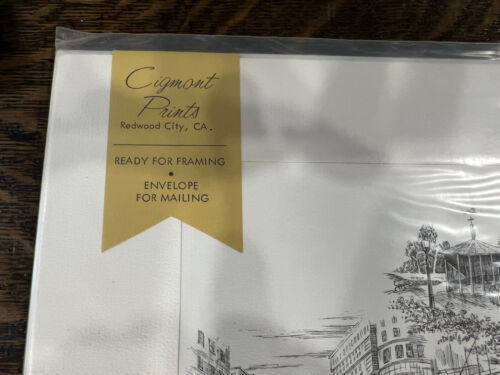 Cigmont
Prints
Redwood City, CA.
READY FOR FRAMING
•
ENVELOPE
FOR MAILING